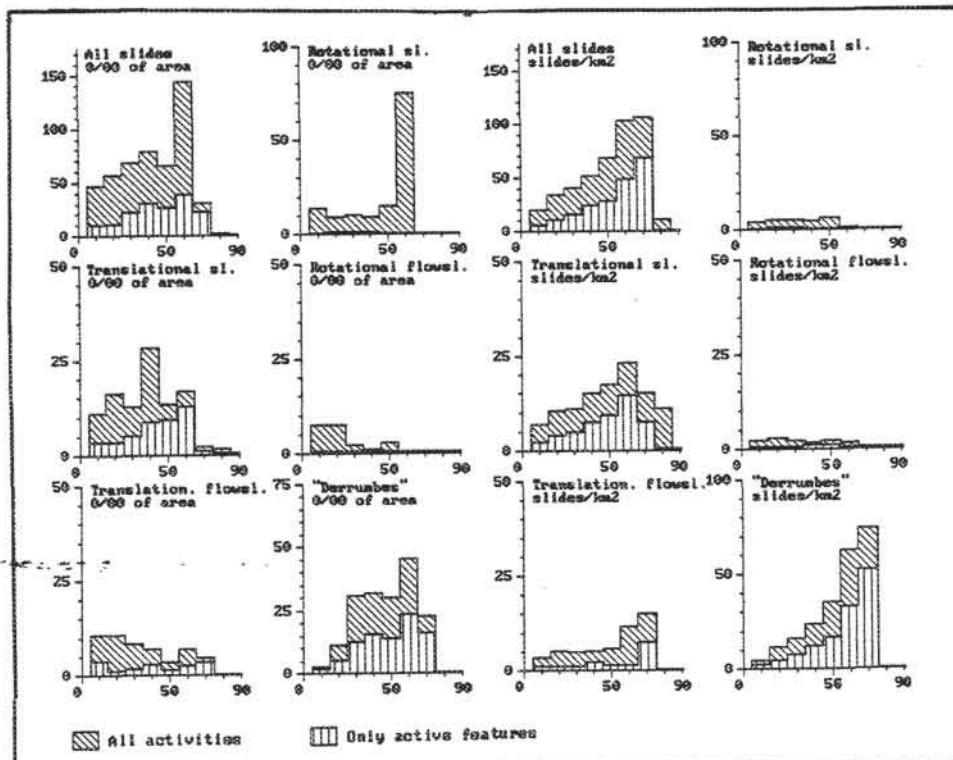 All slides
0/00 of area
150
100
50
0
0 50 90
Rotational sl.
0/00 of area
100
50
0
0 50 90
All slides
slides/km2
150
100
50
0
0 50 90
Rotational sl.
slides/km2
100
50
0
0 50 90
Translational sl.
0/00 of area
50
25
0
0 50 90
Rotational flowsl.
0/00 of area
50
25
0
0 50 90
Translational sl.
slides/km2
50
25
0
0 50 90
Rotational flowsl.
slides/km2
50
25
0
0 50 90
Translation. flowsl.
0/00 of area
50
25
0
0 50 90
"Derrumbes"
0/00 of area
75
50
25
0
0 50 90
Translation. flowsl.
slides/km2
50
25
0
0 50 90
"Derrumbes"
slides/km2
100
50
0
0 50 90
All activities
Only active features